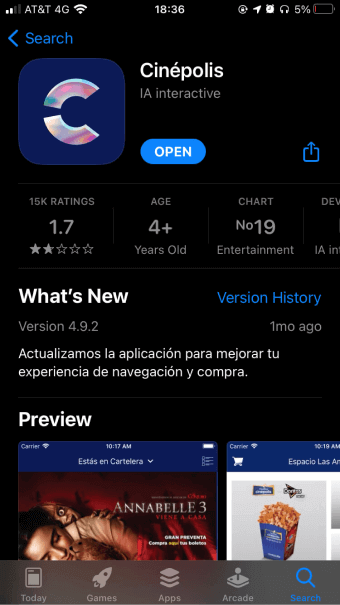 AT&T 4G 18:36 5%
Search
Cinépolis
IA interactive
OPEN
15K RATINGS AGE CHART DEV
1.7 4+ No19
Years Old Entertainment IA in
What's New Version History
Version 4.9.2 1mo ago
Actualizamos la aplicación para mejorar tu
experiencia de navegación y compra.
Preview
Carrier 10:17 AM Carrier 10:19 AM
Estás en Cartelera Espacio Las An
ANNABELLE 3
VIENE A CASA
GRAN PREVENTA
Compra aquí tus boletos
Doritos
Today Games Apps Arcade Search